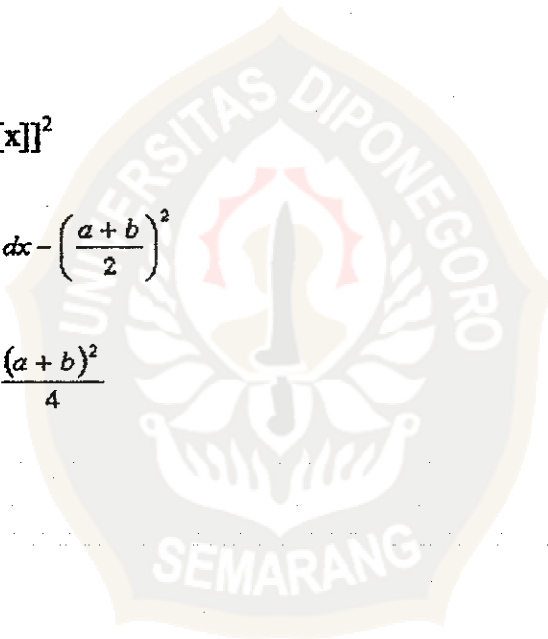 [x]]²
dx - (a + b / 2)²
(a + b)² / 4
UNIVERSITAS DIPONEGORO
SEMARANG